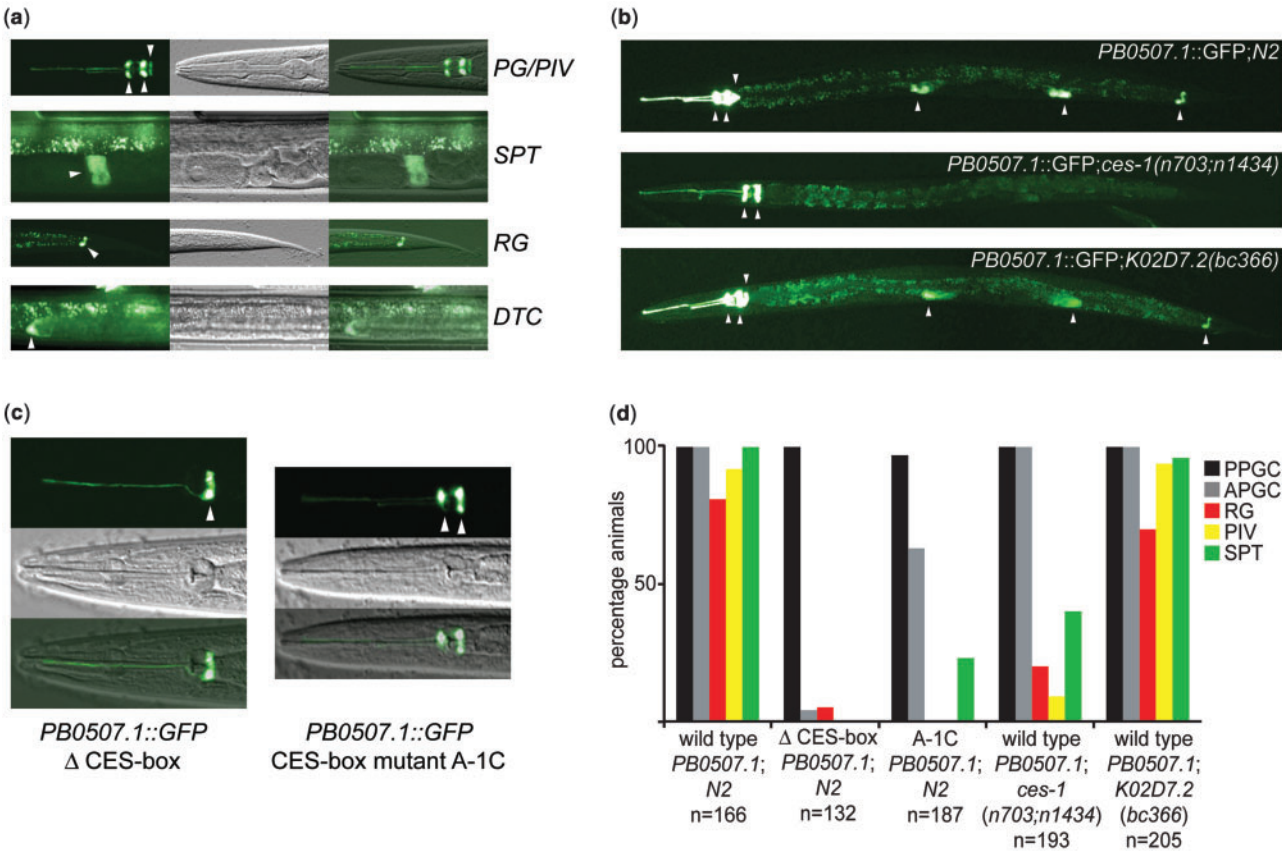 (a)
PG/PIV
SPT
RG
DTC
(b)
PB0507.1::GFP;N2
PB0507.1::GFP;ces-1(n703;n1434)
PB0507.1::GFP;K02D7.2(bc366)
(c)
PB0507.1::GFP
Δ CES-box
PB0507.1::GFP
CES-box mutant A-1C
(d)
percentage animals
100
50
PPGC
APGC
RG
PIV
SPT
wild type
PB0507.1;
N2
n=166
Δ CES-box
PB0507.1;
N2
n=132
A-1C
PB0507.1;
N2
n=187
wild type
PB0507.1;
ces-1
(n703;n1434)
n=193
wild type
PB0507.1;
K02D7.2
(bc366)
n=205